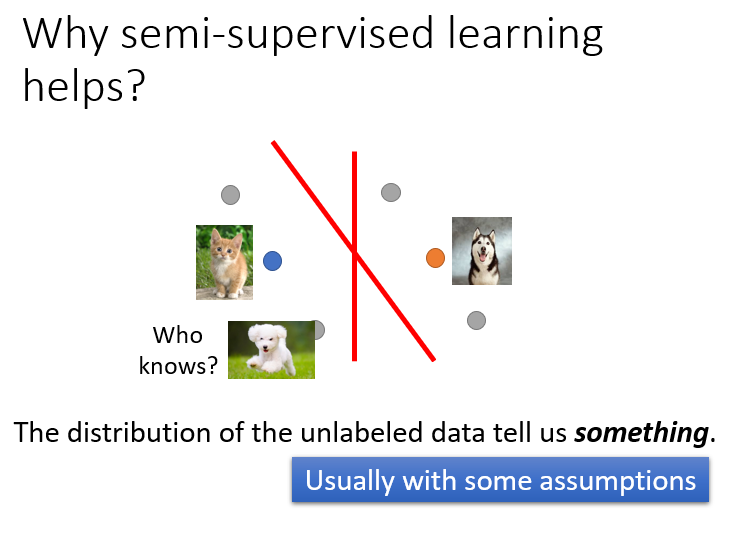 Why semi-supervised learning
helps?
Who
knows?
The distribution of the unlabeled data tell us something.
Usually with some assumptions